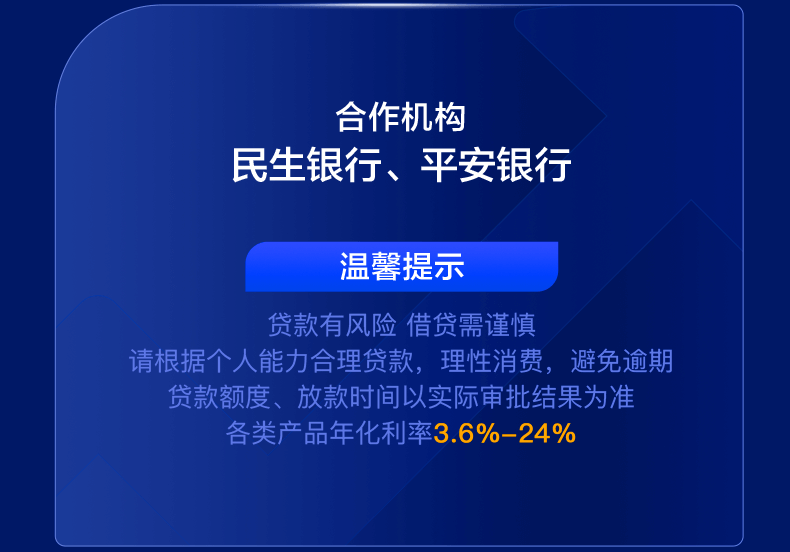 合作机构
民生银行、平安银行
温馨提示
贷款有风险 借贷需谨慎
请根据个人能力合理贷款，理性消费，避免逾期
贷款额度、放款时间以实际审批结果为准
各类产品年化利率3.6%–24%